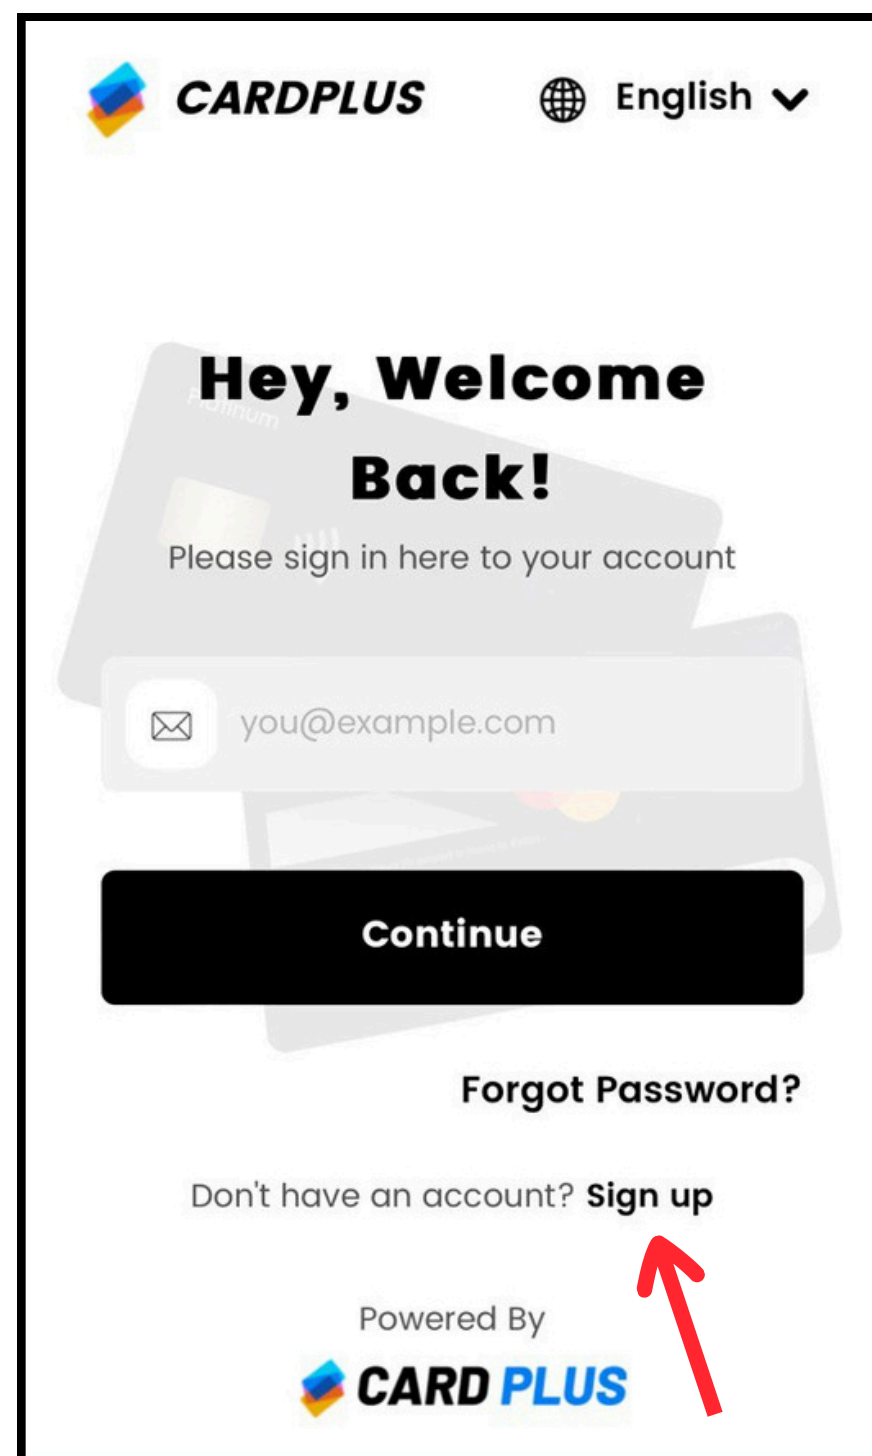 CARDPLUS
English
Hey, Welcome
Back!
Platinum
Please sign in here to your account
you@example.com
Continue
Forgot Password?
Don't have an account? Sign up
Powered By
CARD PLUS